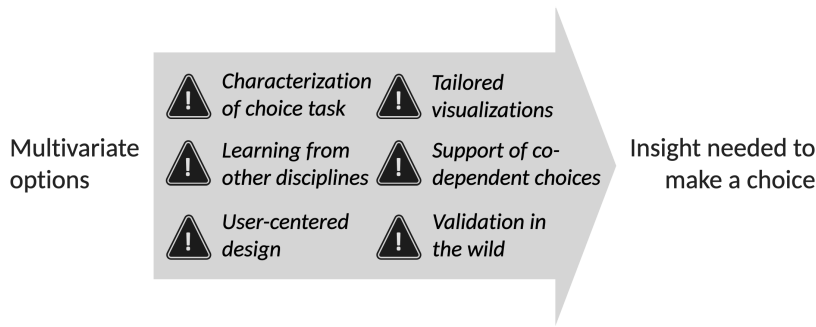 Multivariate
options
! Characterization
of choice task
! Learning from
other disciplines
! User-centered
design
! Tailored
visualizations
! Support of co-
dependent choices
! Validation in
the wild
Insight needed to
make a choice